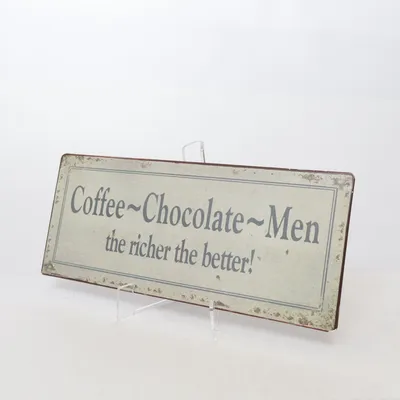 Coffee~Chocolate~Men
the richer the better!